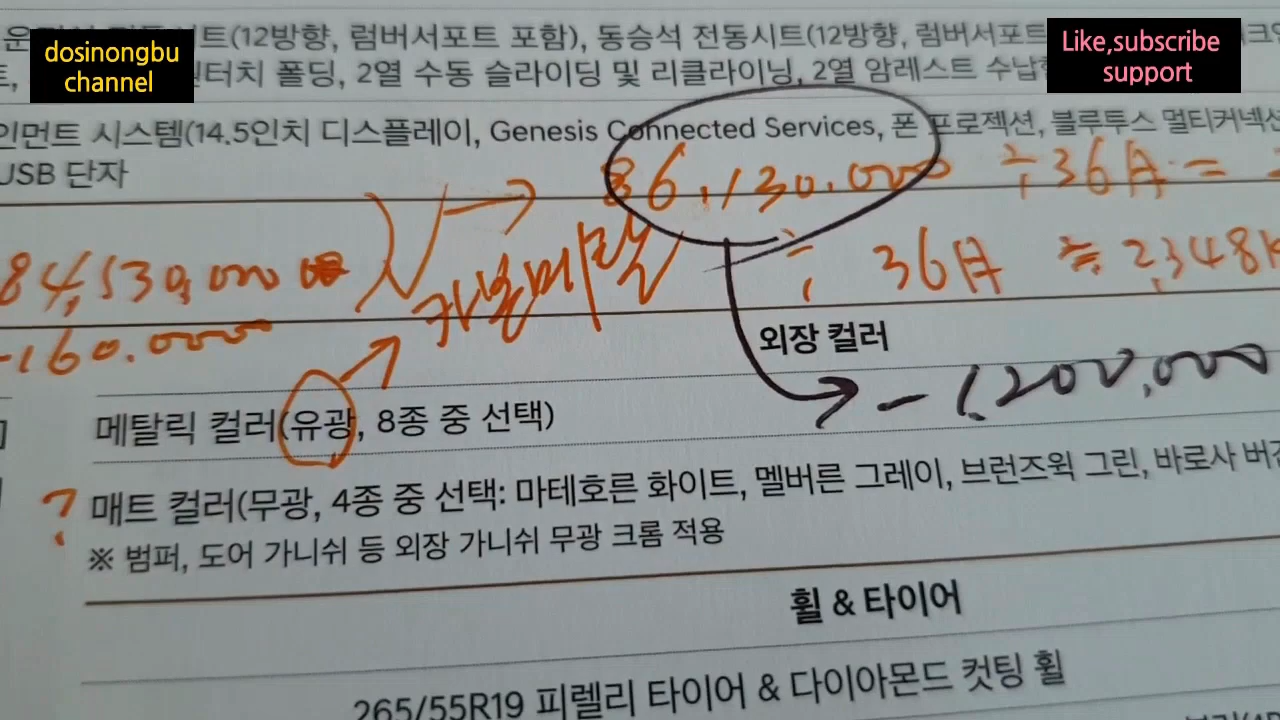 dosinongbu
channel
Like,subscribe
support
시트(12방향, 럼버서포트 포함), 동승석 전동시트(12방향, 럼버서포트
터치 폴딩, 2열 수동 슬라이딩 및 리클라이닝, 2열 암레스트
인먼트 시스템(14.5인치 디스플레이, Genesis Connected Services, 폰 프로젝션, 블루투스 멀티커넥션
USB 단자
86,130,000 ÷36月 =
84,530,000
카본메탈
÷ 36月 ≒ 2,348
-160.000
외장 컬러
-1,200,000
메탈릭 컬러(유광, 8종 중 선택)
? 매트 컬러(무광, 4종 중 선택: 마테호른 화이트, 멜버른 그레이, 브런즈윅 그린, 바로사 버건
※ 범퍼, 도어 가니쉬 등 외장 가니쉬 무광 크롬 적용
휠 & 타이어
265/55R19 피렐리 타이어 & 다이아몬드 컷팅 휠